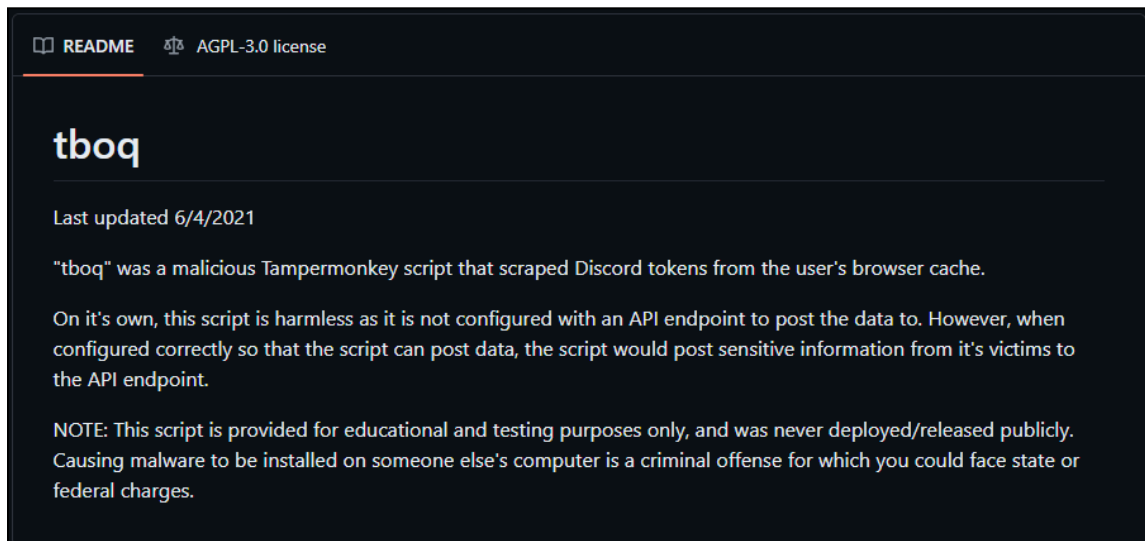 README AGPL-3.0 license
tboq
Last updated 6/4/2021
"tboq" was a malicious Tampermonkey script that scraped Discord tokens from the user's browser cache.
On it's own, this script is harmless as it is not configured with an API endpoint to post the data to. However, when
configured correctly so that the script can post data, the script would post sensitive information from it's victims to
the API endpoint.
NOTE: This script is provided for educational and testing purposes only, and was never deployed/released publicly.
Causing malware to be installed on someone else's computer is a criminal offense for which you could face state or
federal charges.